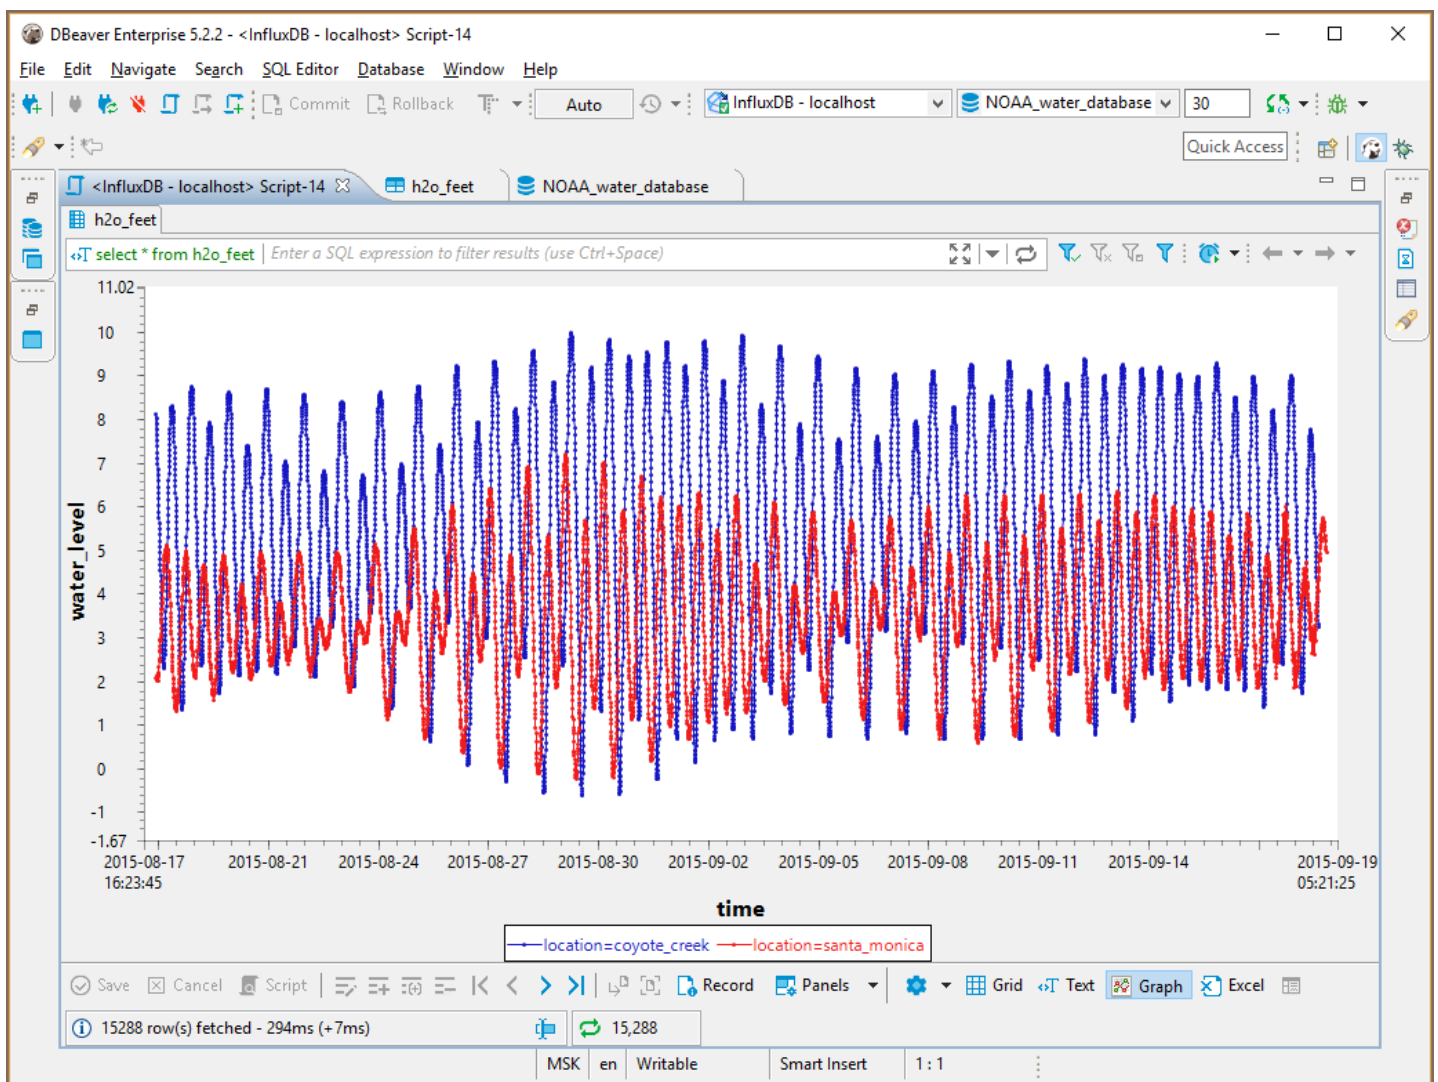 DBeaver Enterprise 5.2.2 - <InfluxDB - localhost> Script-14
File Edit Navigate Search SQL Editor Database Window Help
Commit Rollback Auto InfluxDB - localhost NOAA_water_database 30
Quick Access
<InfluxDB - localhost> Script-14 h2o_feet NOAA_water_database
h2o_feet
select * from h2o_feet Enter a SQL expression to filter results (use Ctrl+Space)
11.02
10
9
8
7
6
5
4
3
2
1
0
-1
-1.67
water_level
2015-08-17 2015-08-21 2015-08-24 2015-08-27 2015-08-30 2015-09-02 2015-09-05 2015-09-08 2015-09-11 2015-09-14 2015-09-19
16:23:45 05:21:25
time
location=coyote_creek location=santa_monica
Save Cancel Script Record Panels Grid T Text Graph Excel
15288 row(s) fetched - 294ms (+7ms) 15,288
MSK en Writable Smart Insert 1 : 1